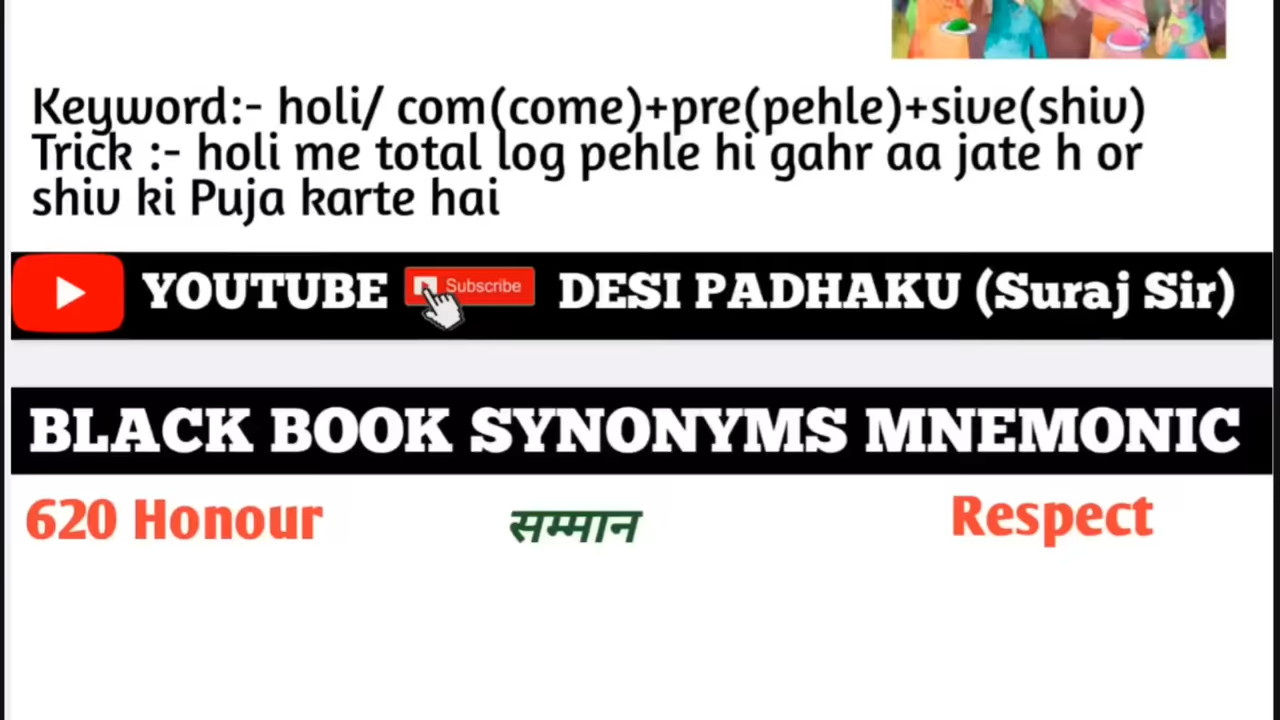 Keyword:- holi/ com(come)+pre(pehle)+sive(shiv)
Trick :- holi me total log pehle hi gahr aa jate h or
shiv ki Puja karte hai
YOUTUBE Subscribe DESI PADHAKU (Suraj Sir)
BLACK BOOK SYNONYMS MNEMONIC
620 Honour सम्मान Respect